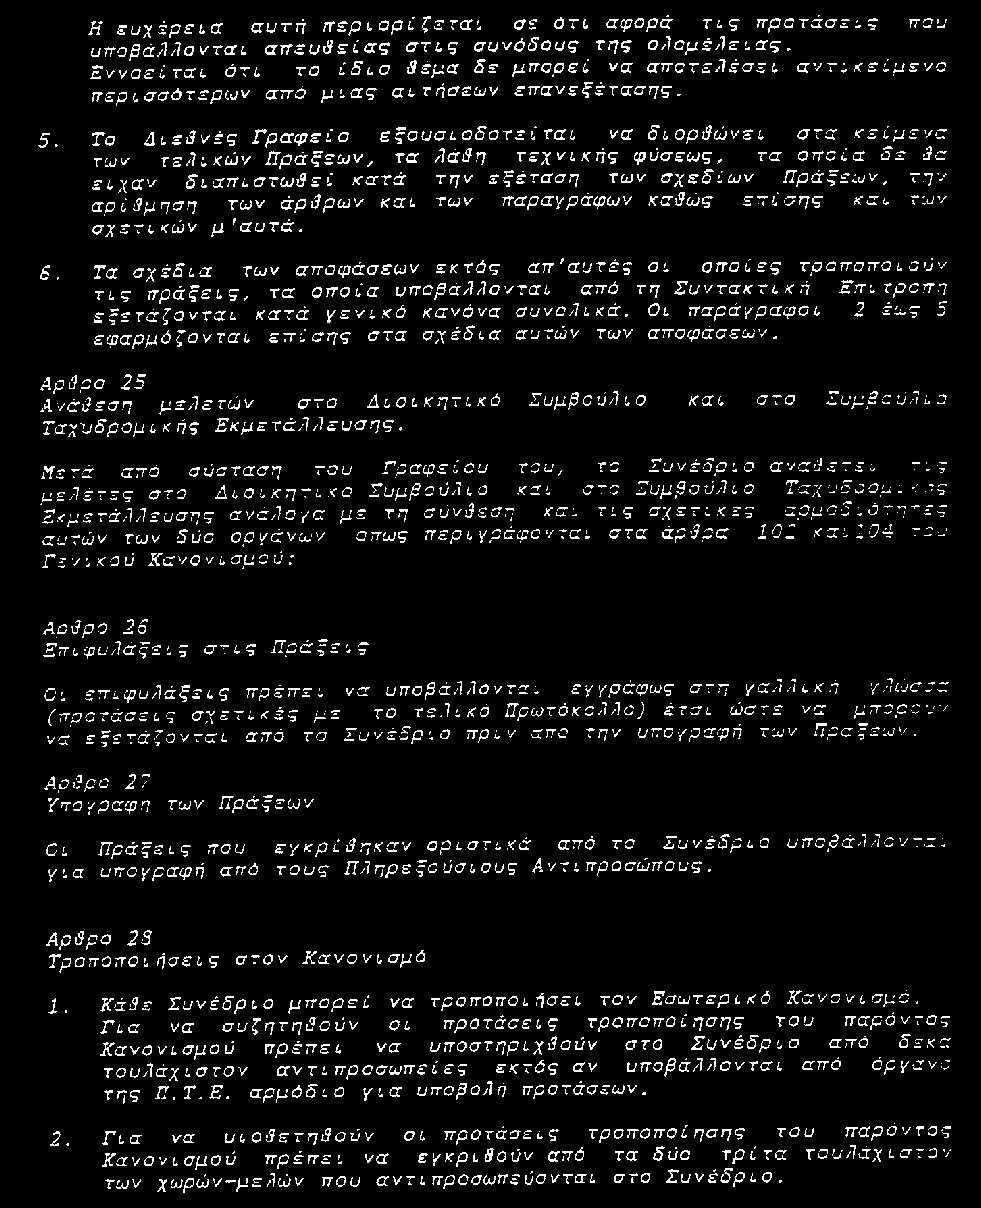 Η ευχέρεια αυτή περιορίζεται σε ότι αφορά τις προτάσεις που
υποβάλλονται απευθείας στις συνόδους της ολομέλειας.
Εννοείται ότι το ίδιο θέμα δε μπορεί να αποτελέσει αντικείμενο
περισσότερων από μιας αιτήσεων επανεξέτασης.
5. Το Διεθνές Γραφείο εξουσιοδοτείται να διορθώνει στα κείμενα
των τελικών Πράξεων, τα λάθη τεχνικής φύσεως, τα οποία δε θα
είχαν διαπιστωθεί κατά την εξέταση των σχεδίων Πράξεων, την
αρίθμηση των άρθρων και των παραγράφων καθώς επίσης και των
σχετικών μ'αυτά.
6. Τα σχέδια των αποφάσεων εκτός απ'αυτές οι οποίες τροποποιούν
τις πράξεις, τα οποία υποβάλλονται από τη Συντακτική Επιτροπή
εξετάζονται κατά γενικό κανόνα συνολικά. Οι παράγραφοι 2 έως 5
εφαρμόζονται επίσης στα σχέδια αυτών των αποφάσεων.
Αρθρο 25
Ανάθεση μελετών στο Διοικητικό Συμβούλιο και στο Συμβούλιο
Ταχυδρομικής Εκμετάλλευσης.
Μετά από σύσταση του Γραφείου του, το Συνέδριο αναθέτει τις
μελέτες στο Διοικητικο Συμβούλιο και στο Συμβούλιο Ταχυδρομικής
Εκμετάλλευσης ανάλογα με τη σύνθεση και τις σχετικες αρμοδιότητες
αυτών των δύο οργάνων οπως περιγράφονται στα άρθρα 102 και 104 του
Γενικού Κανονισμού:
Αρθρο 26
Επιφυλάξεις στις Πράξεις
Οι επιφυλάξεις πρέπει να υποβάλλονται εγγράφως στη γαλλική γλώσσα
(προτάσεις σχετικές με το τελικό Πρωτόκολλο) έτσι ώστε να μπορούν
να εξετάζονται από το Συνέδριο πριν απο την υπογραφή των Πράξεων.
Αρθρο 27
Υπογραφη των Πράξεων
Οι Πράξεις που εγκρίθηκαν οριστικά από το Συνέδριο υποβάλλονται
για υπογραφή από τους Πληρεξούσιους Αντιπροσώπους.
Αρθρο 28
Τροποποιήσεις στον Κανονισμό
1. Κάθε Συνέδριο μπορεί να τροποποιήσει τον Εσωτερικό Κανονισμό.
Για να συζητηθούν οι προτάσεις τροποποίησης του παρόντος
Κανονισμού πρέπει να υποστηριχθούν στο Συνέδριο από δεκα
τουλάχιστον αντιπροσωπείες εκτός αν υποβάλλονται από όργανο
της Π.Τ.Ε. αρμόδιο για υποβολή προτάσεων.
2. Για να υιοθετηθούν οι προτάσεις τροποποίησης του παρόντος
Κανονισμού πρέπει να εγκριθούν από τα δύο τρίτα τουλάχιστον
των χωρών-μελών που αντιπροσωπεύονται στο Συνέδριο.